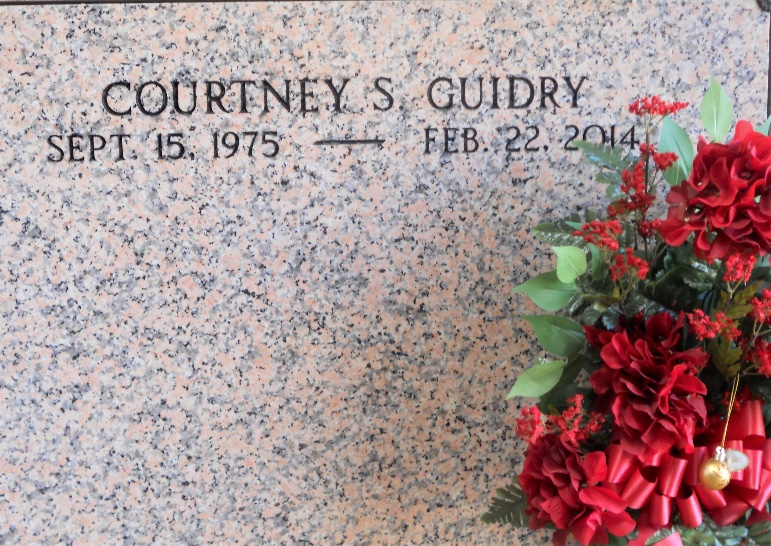 COURTNEY S GUIDRY
SEPT. 15, 1975 — FEB. 22, 2014